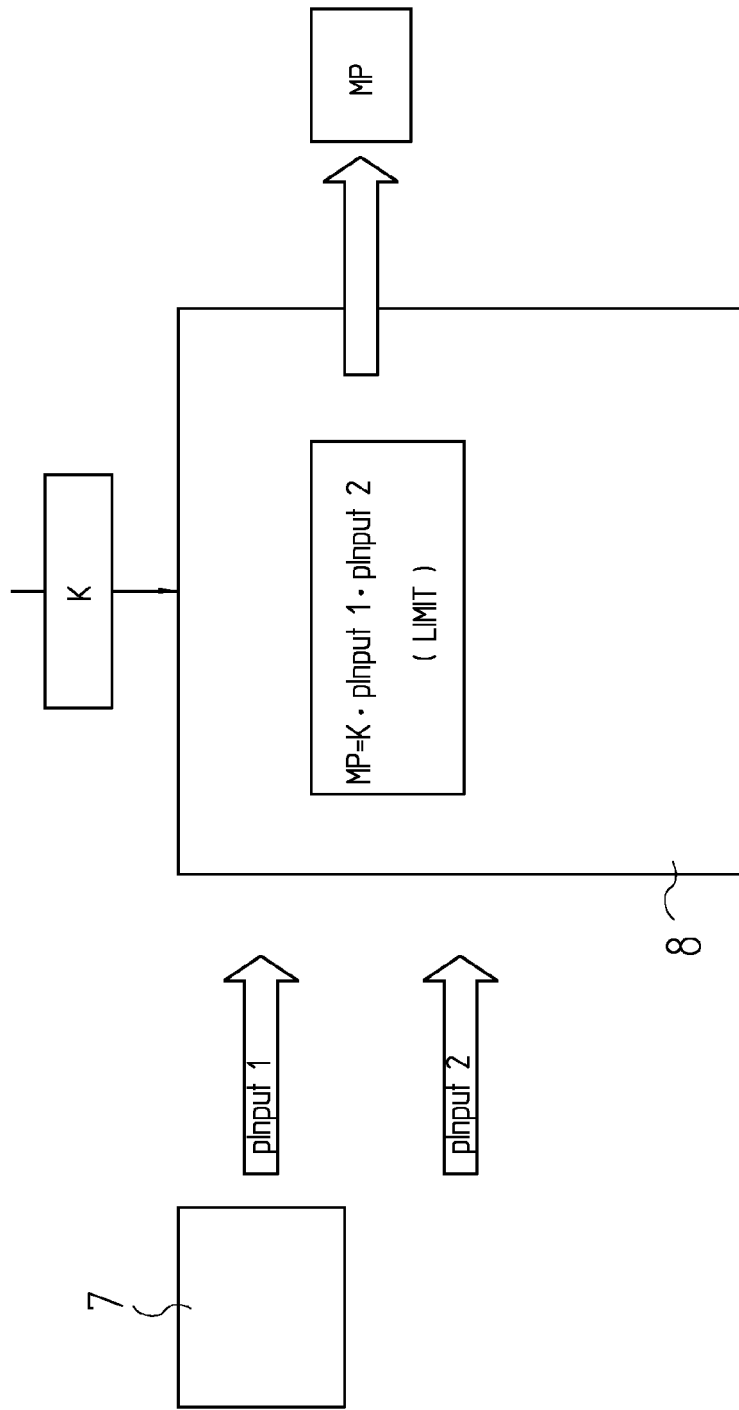 K
MP
MP=K · pInput 1 · pInput 2
( LIMIT )
pInput 1
pInput 2
7
8